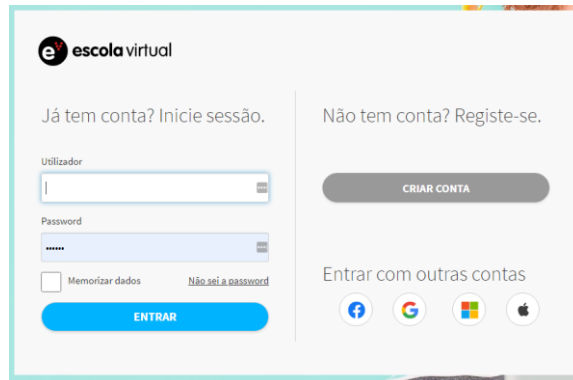 escola virtual
Já tem conta? Inicie sessão.
Utilizador
Password
••••••
Memorizar dados
Não sei a password
ENTRAR
Não tem conta? Registe-se.
CRIAR CONTA
Entrar com outras contas